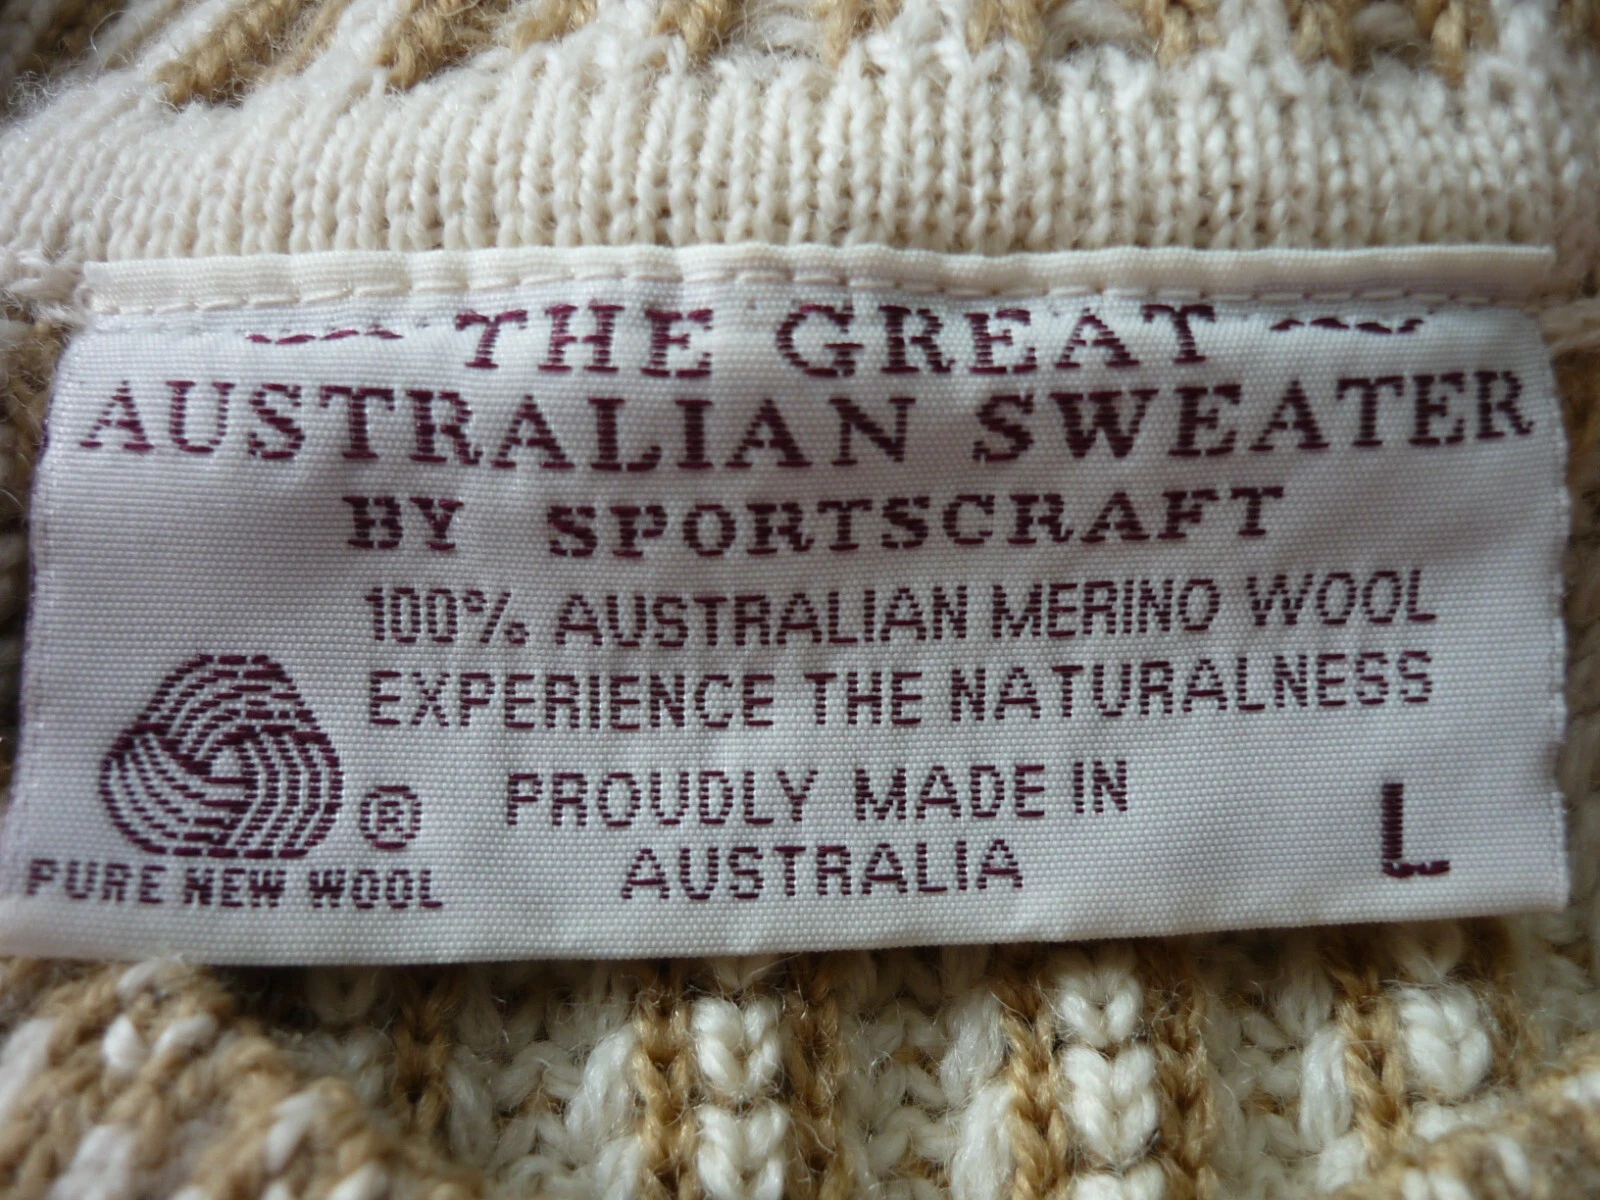 THE GREAT
AUSTRALIAN SWEATER
BY SPORTSCRAFT
100% AUSTRALIAN MERINO WOOL
EXPERIENCE THE NATURALNESS
PROUDLY MADE IN
AUSTRALIA
L
®
PURE NEW WOOL